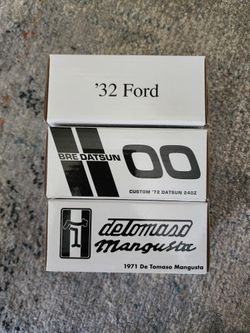 '32 Ford
BRE DATSUN 00
CUSTOM '72 DATSUN 240Z
deTomaso
Mangusta
1971 De Tomaso Mangusta